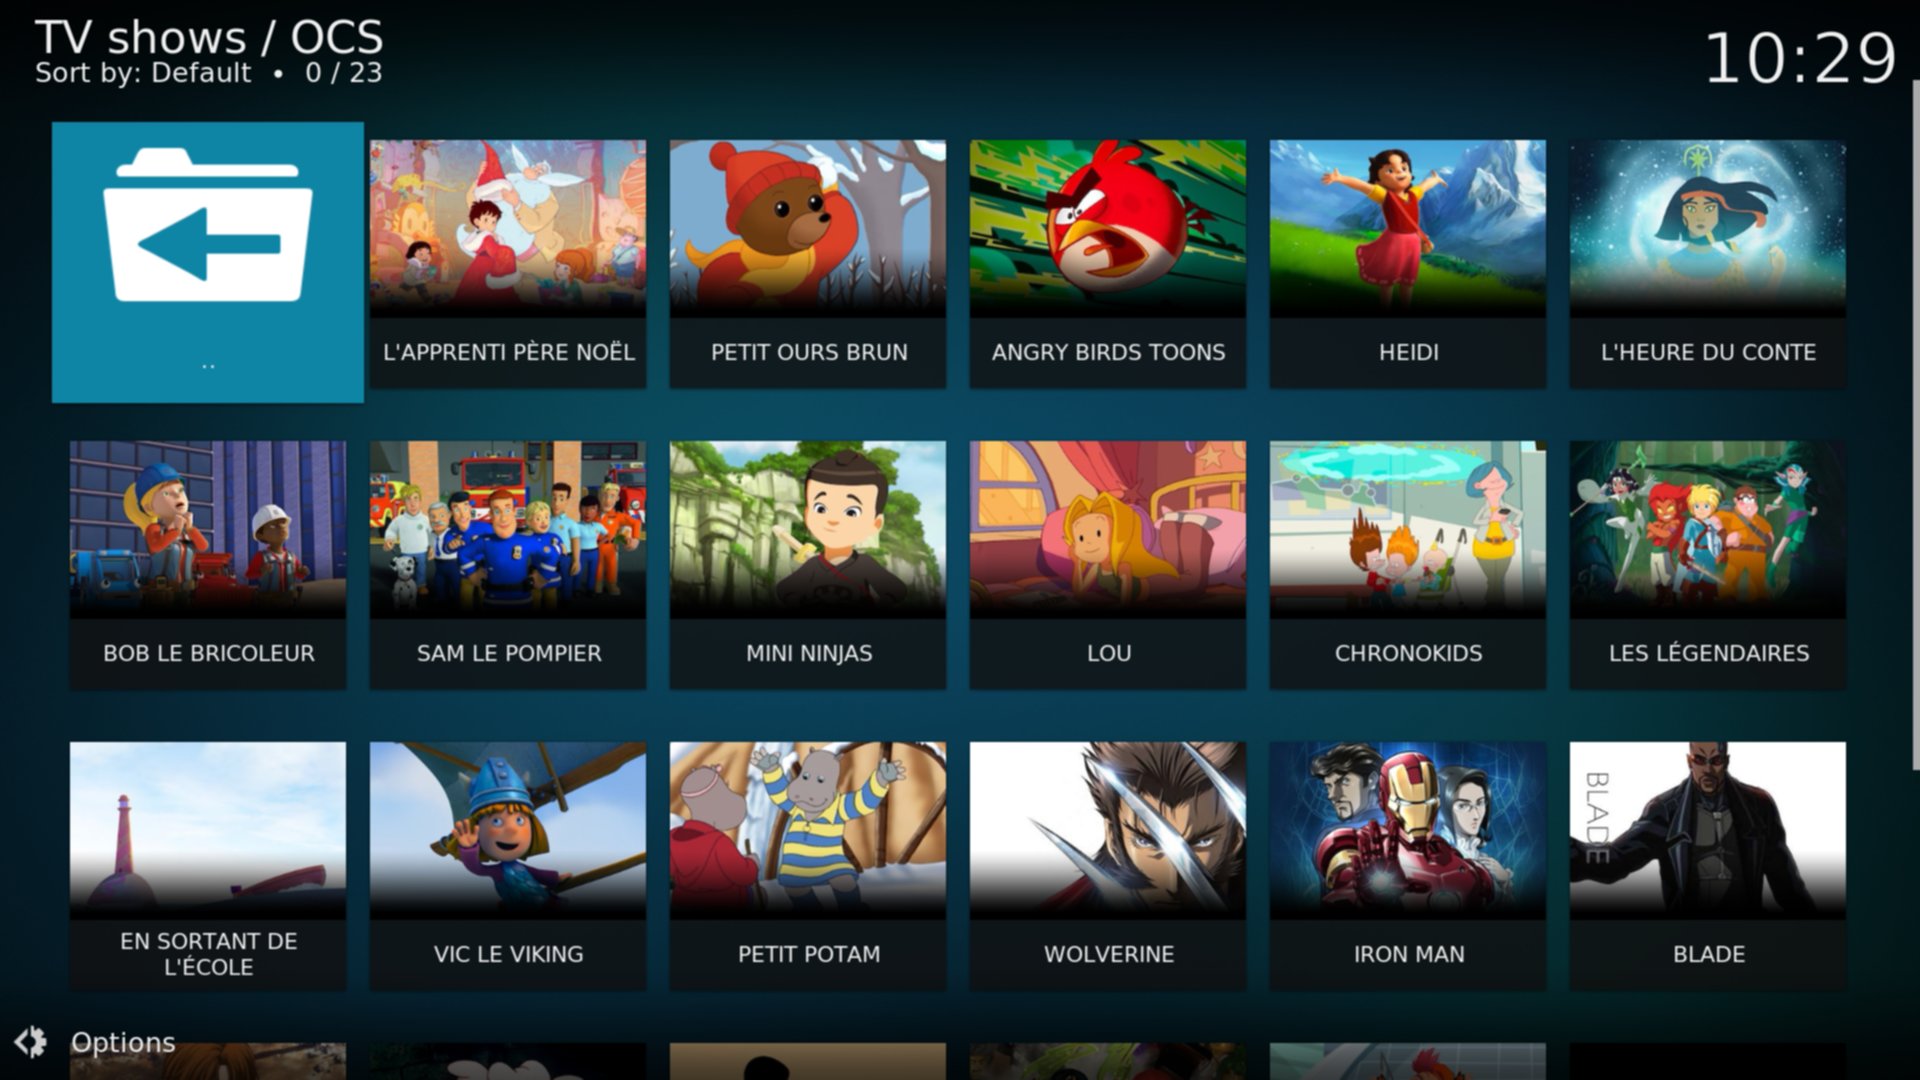 TV shows / OCS
Sort by: Default • 0 / 23
10:29
..
L'APPRENTI PÈRE NOËL
PETIT OURS BRUN
ANGRY BIRDS TOONS
HEIDI
L'HEURE DU CONTE
BOB LE BRICOLEUR
SAM LE POMPIER
MINI NINJAS
LOU
CHRONOKIDS
LES LÉGENDAIRES
EN SORTANT DE
L'ÉCOLE
VIC LE VIKING
PETIT POTAM
WOLVERINE
IRON MAN
BLADE
BLADE
Options